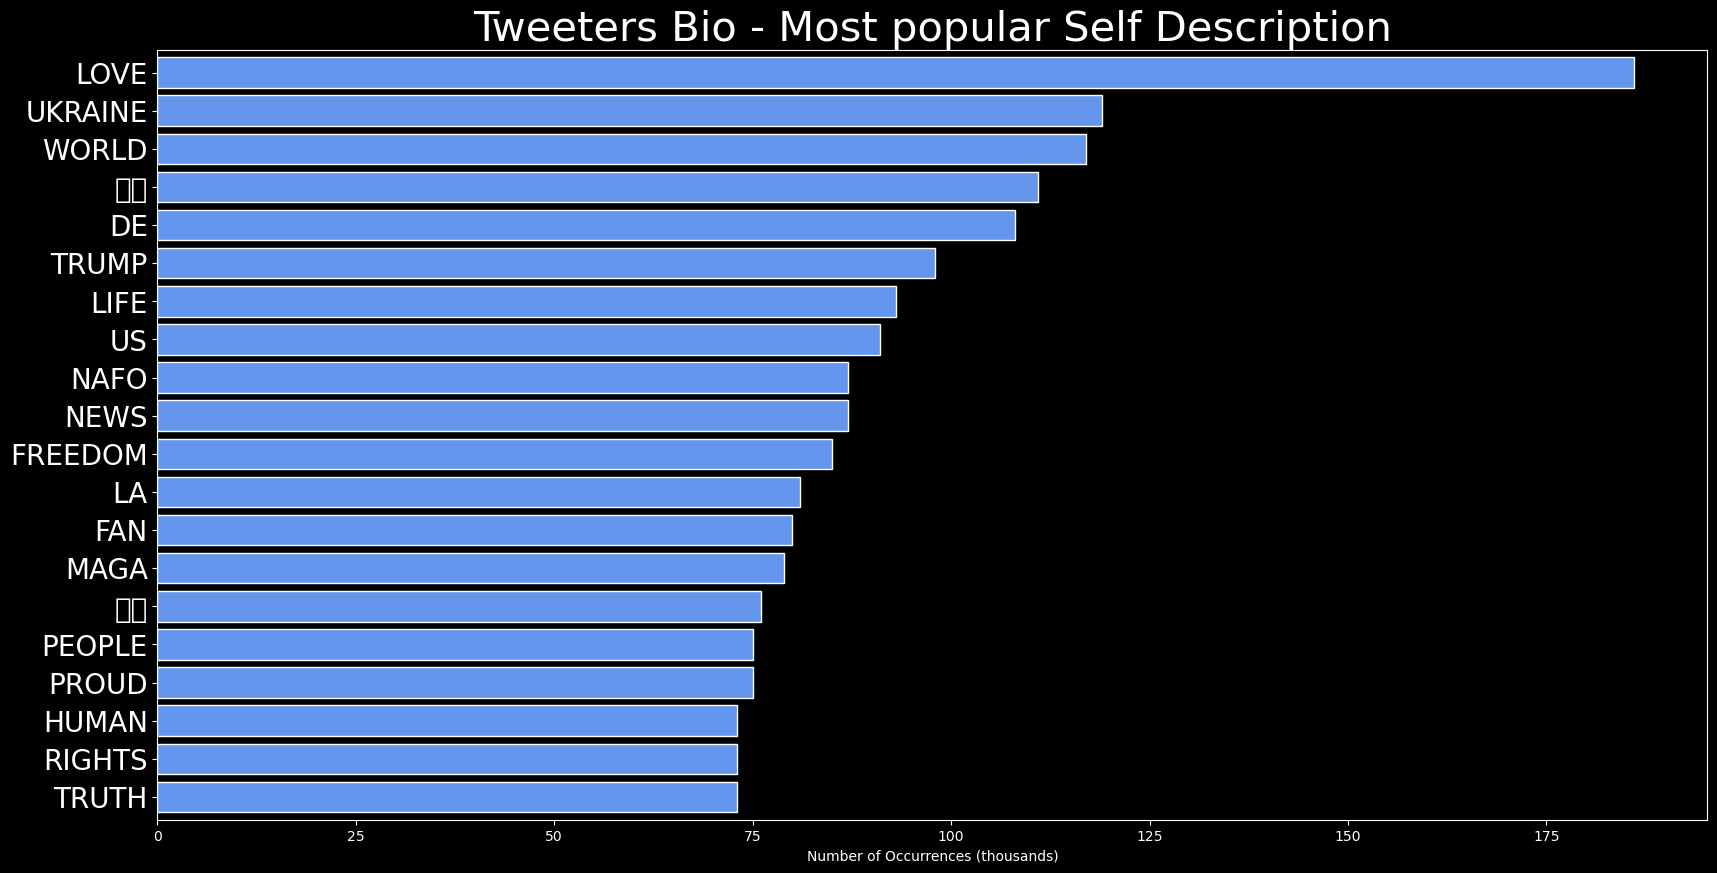 Tweeters Bio - Most popular Self Description
LOVE
UKRAINE
WORLD
DE
TRUMP
LIFE
US
NAFO
NEWS
FREEDOM
LA
FAN
MAGA
PEOPLE
PROUD
HUMAN
RIGHTS
TRUTH
0 25 50 75 100 125 150 175
Number of Occurrences (thousands)